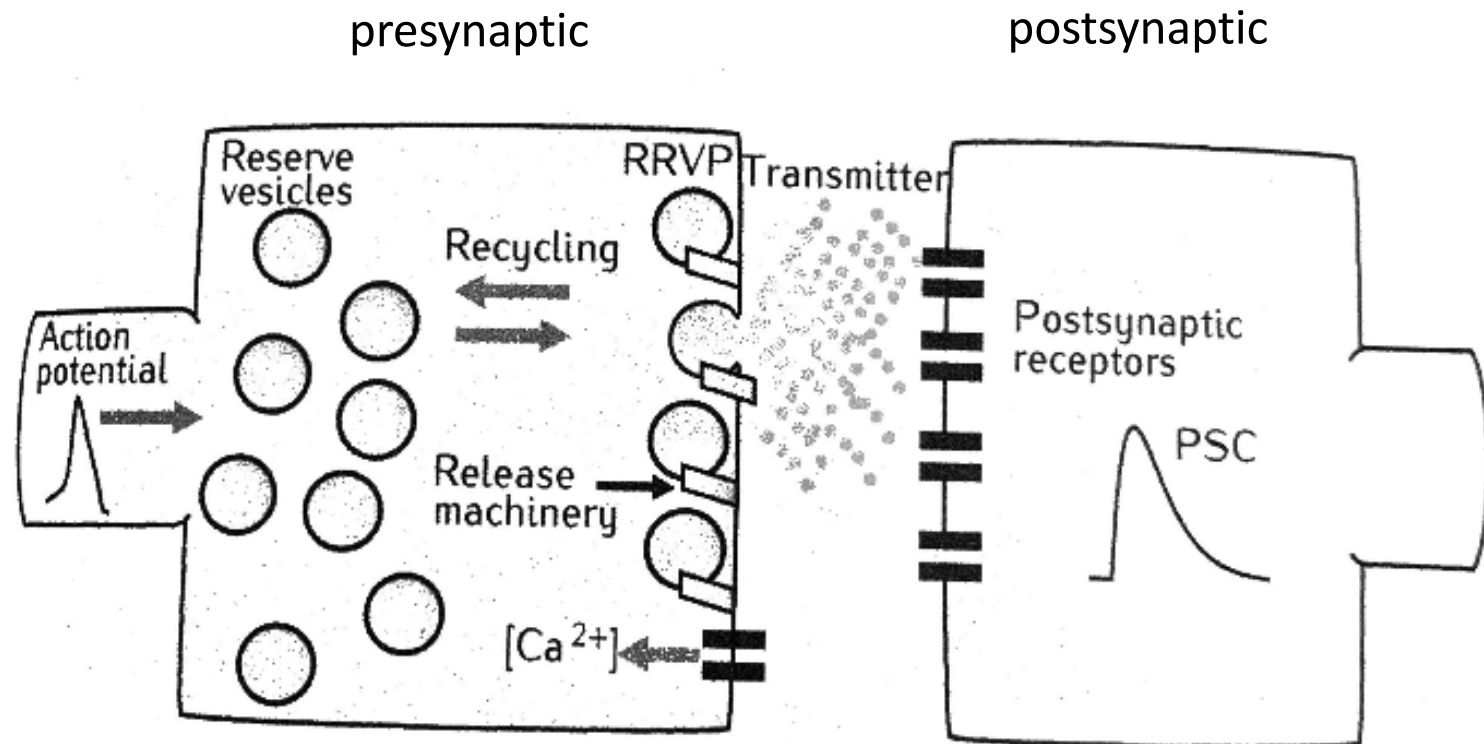 presynaptic
postsynaptic
Reserve
vesicles
RRVP
Transmitter
Recycling
Action
potential
Postsynaptic
receptors
PSC
Release
machinery
[Ca²⁺]